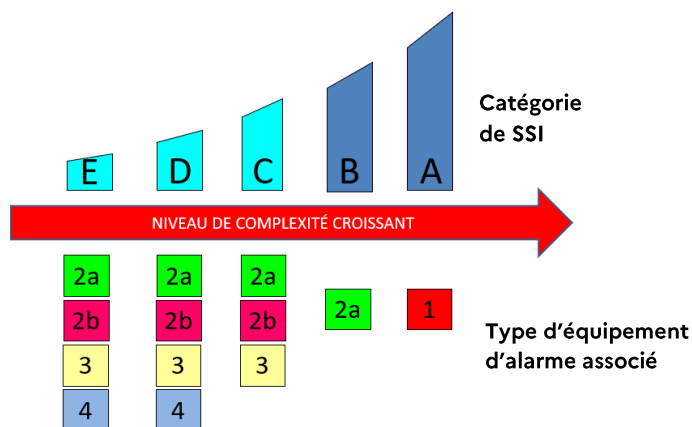 Catégorie
de SSI
E D C B A
NIVEAU DE COMPLEXITÉ CROISSANT
2a 2a 2a
2b 2b 2b 2a 1
3 3 3
4 4
Type d'équipement
d'alarme associé